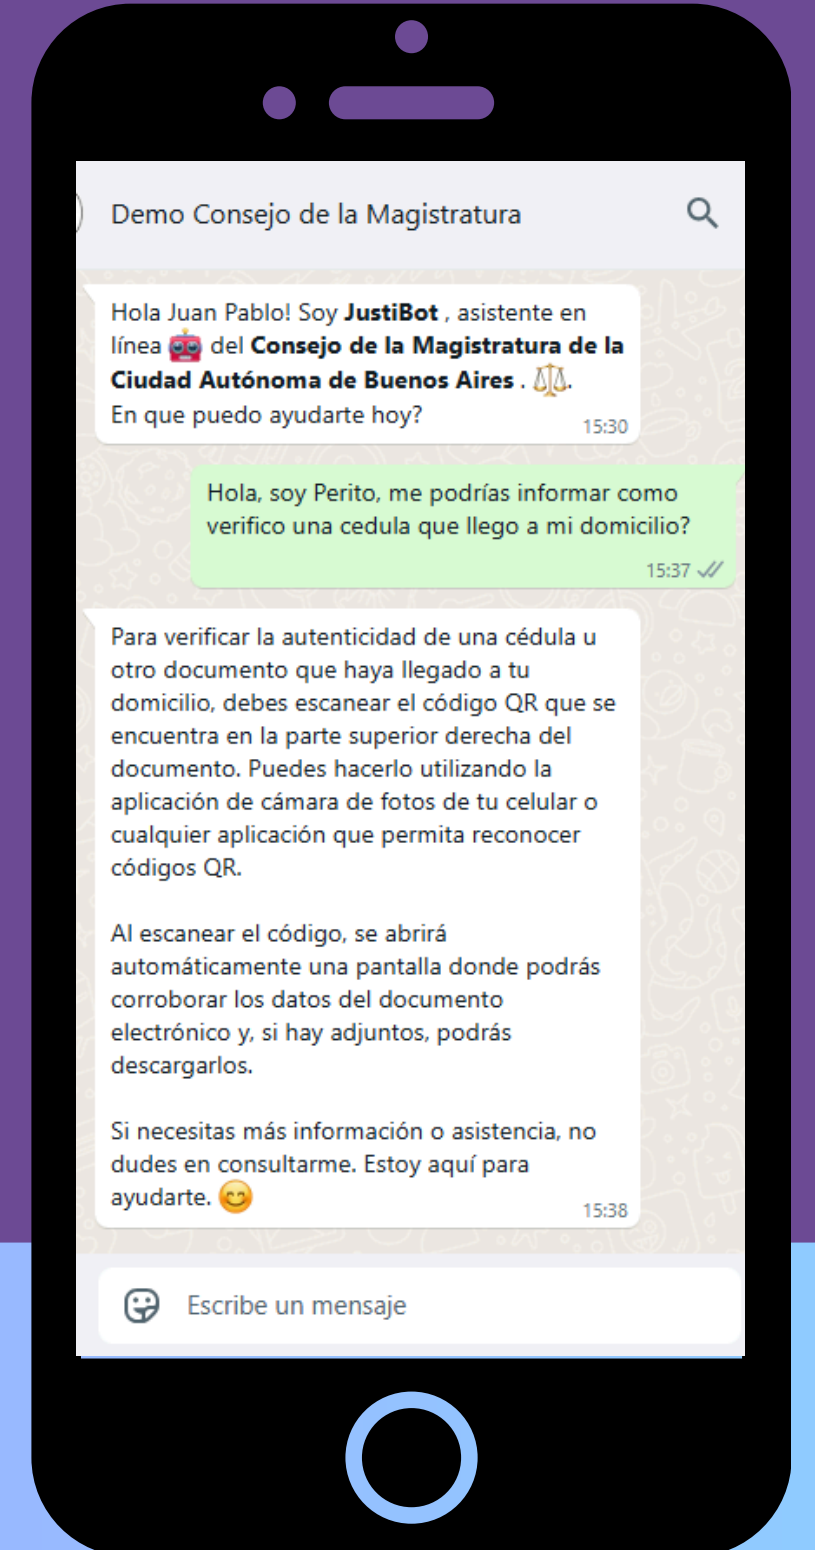 Demo Consejo de la Magistratura
Hola Juan Pablo! Soy JustiBot , asistente en
línea 🤖 del Consejo de la Magistratura de la
Ciudad Autónoma de Buenos Aires . ⚖️.
En que puedo ayudarte hoy?
15:30
Hola, soy Perito, me podrías informar como
verifico una cedula que llego a mi domicilio?
15:37
Para verificar la autenticidad de una cédula u
otro documento que haya llegado a tu
domicilio, debes escanear el código QR que se
encuentra en la parte superior derecha del
documento. Puedes hacerlo utilizando la
aplicación de cámara de fotos de tu celular o
cualquier aplicación que permita reconocer
códigos QR.
Al escanear el código, se abrirá
automáticamente una pantalla donde podrás
corroborar los datos del documento
electrónico y, si hay adjuntos, podrás
descargarlos.
Si necesitas más información o asistencia, no
dudes en consultarme. Estoy aquí para
ayudarte. 😊
15:38
Escribe un mensaje